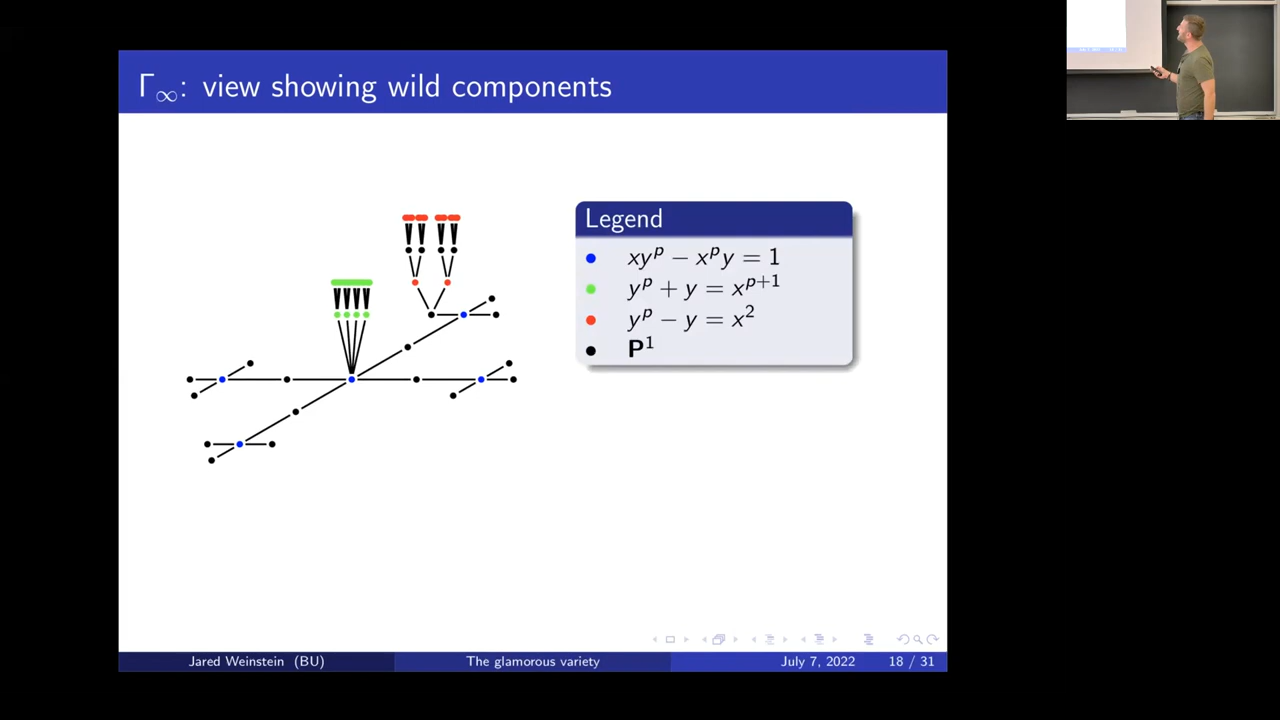 Γ∞: view showing wild components
Legend
xy^p − x^p y = 1
y^p + y = x^{p+1}
y^p − y = x^2
P^1
Jared Weinstein (BU)
The glamorous variety
July 7, 2022
18 / 31